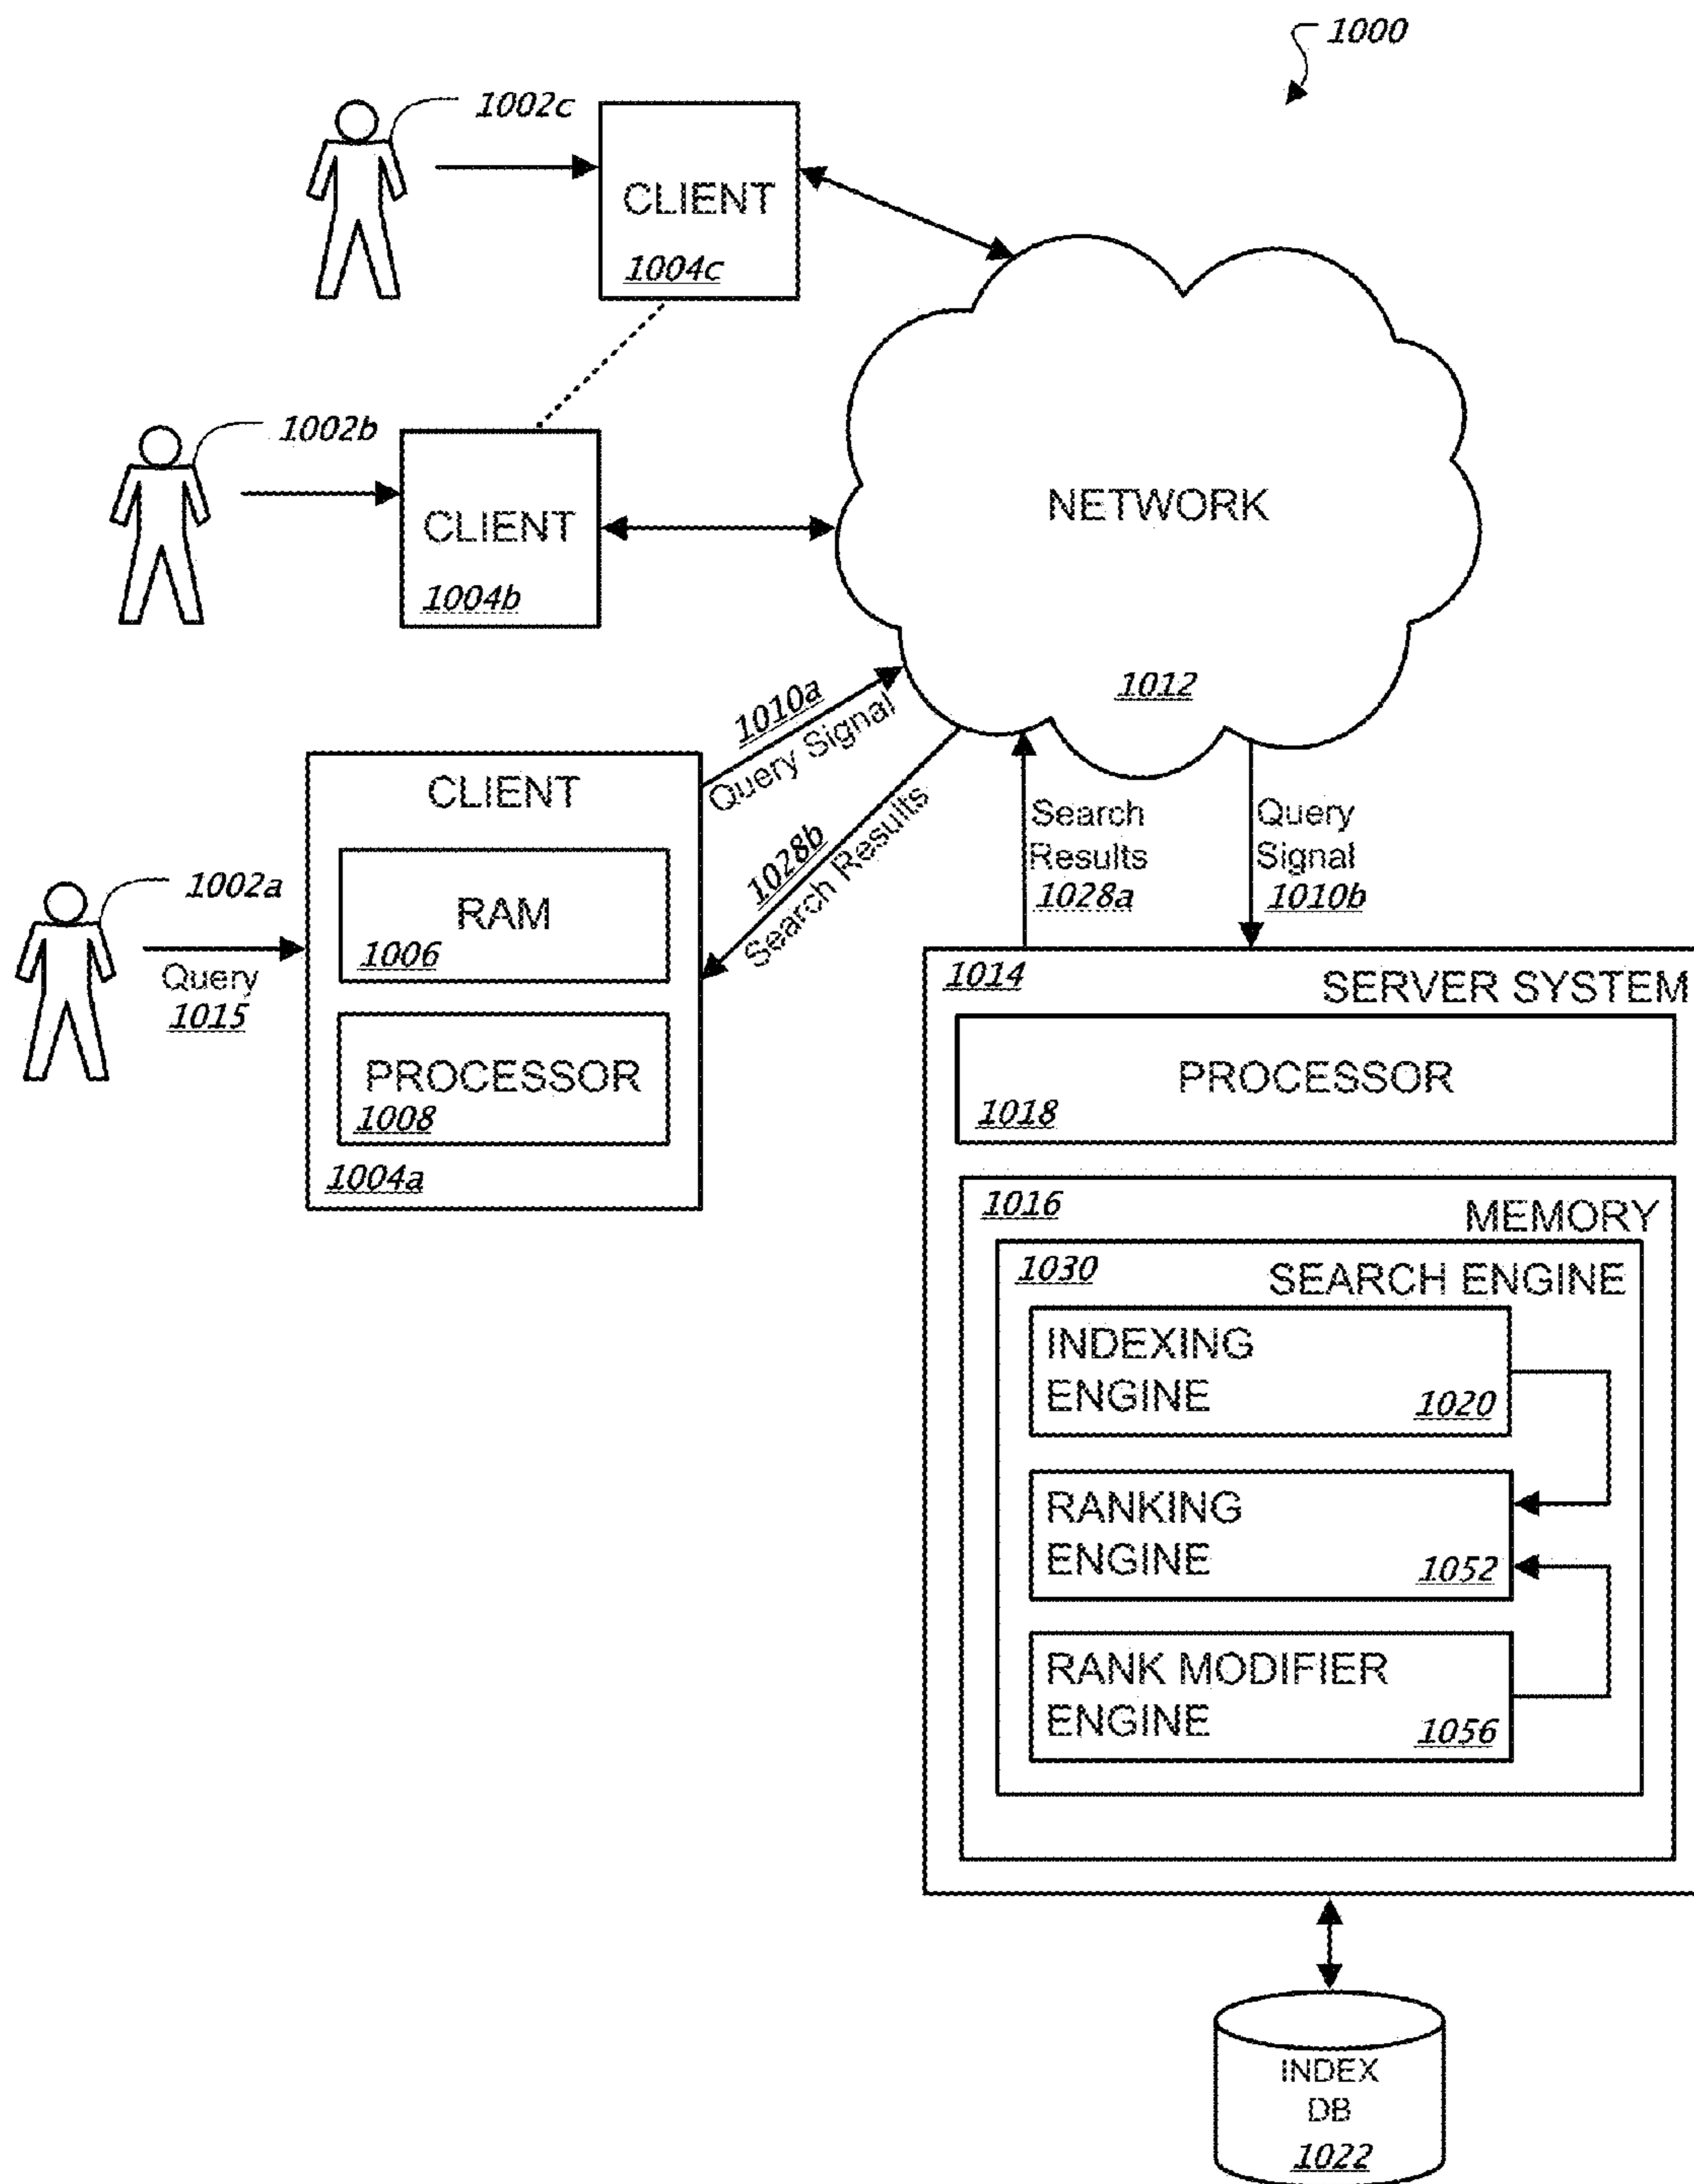 1000
1002c
CLIENT
1004c
1002b
CLIENT
1004b
NETWORK
1012
1010a
Query Signal
1028b
Search Results
CLIENT
RAM
1006
PROCESSOR
1008
1004a
1002a
Query
1015
Search
Results
1028a
Query
Signal
1010b
1014
SERVER SYSTEM
PROCESSOR
1018
1016
MEMORY
1030
SEARCH ENGINE
INDEXING
ENGINE
1020
RANKING
ENGINE
1052
RANK MODIFIER
ENGINE
1056
INDEX
DB
1022